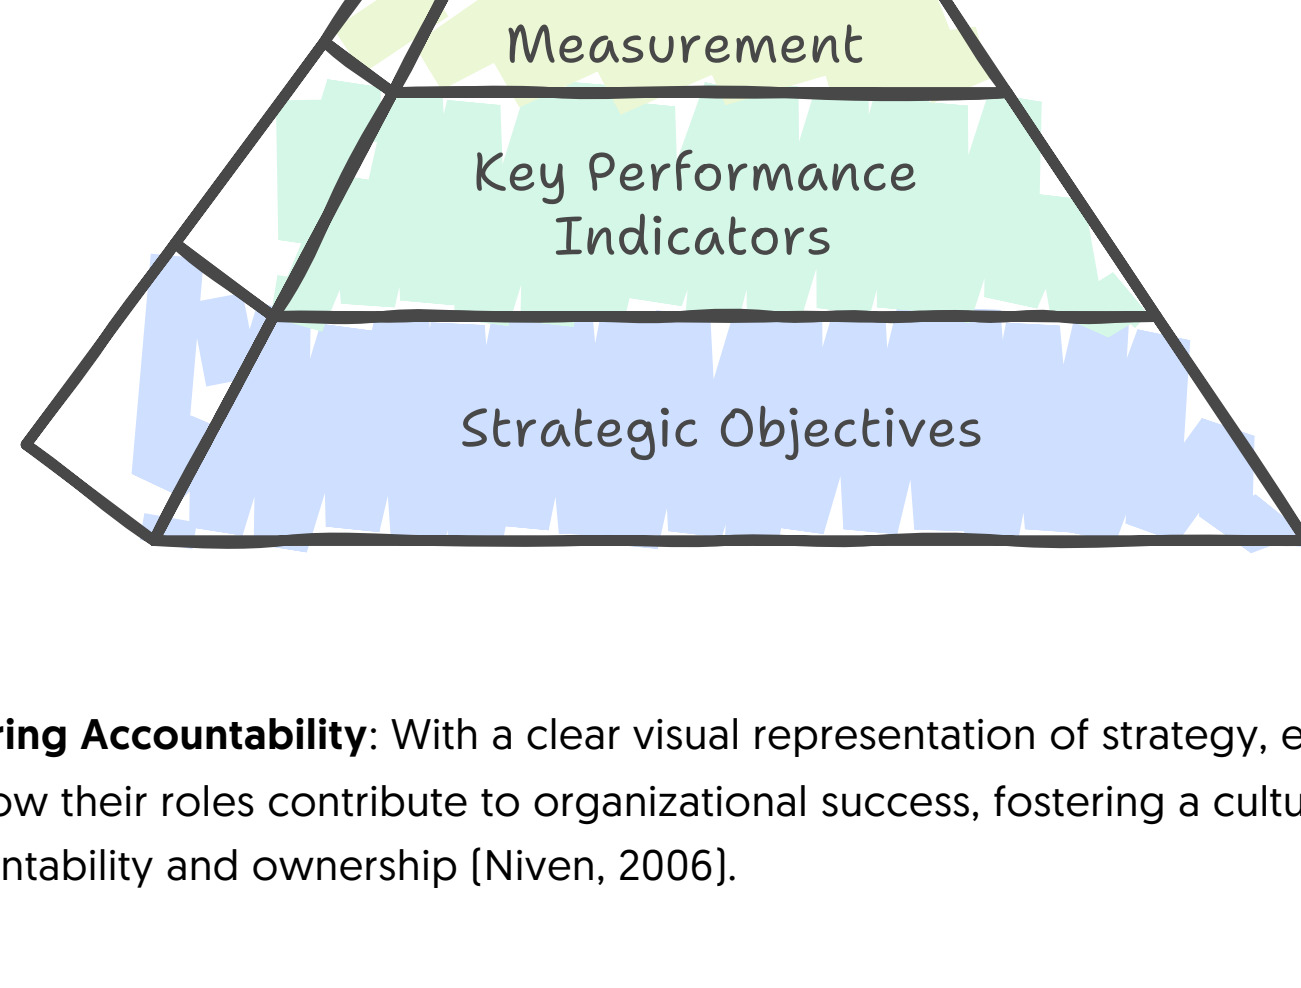 Measurement
Key Performance
Indicators
Strategic Objectives
ring Accountability: With a clear visual representation of strategy, e
ow their roles contribute to organizational success, fostering a cultu
ntability and ownership (Niven, 2006).